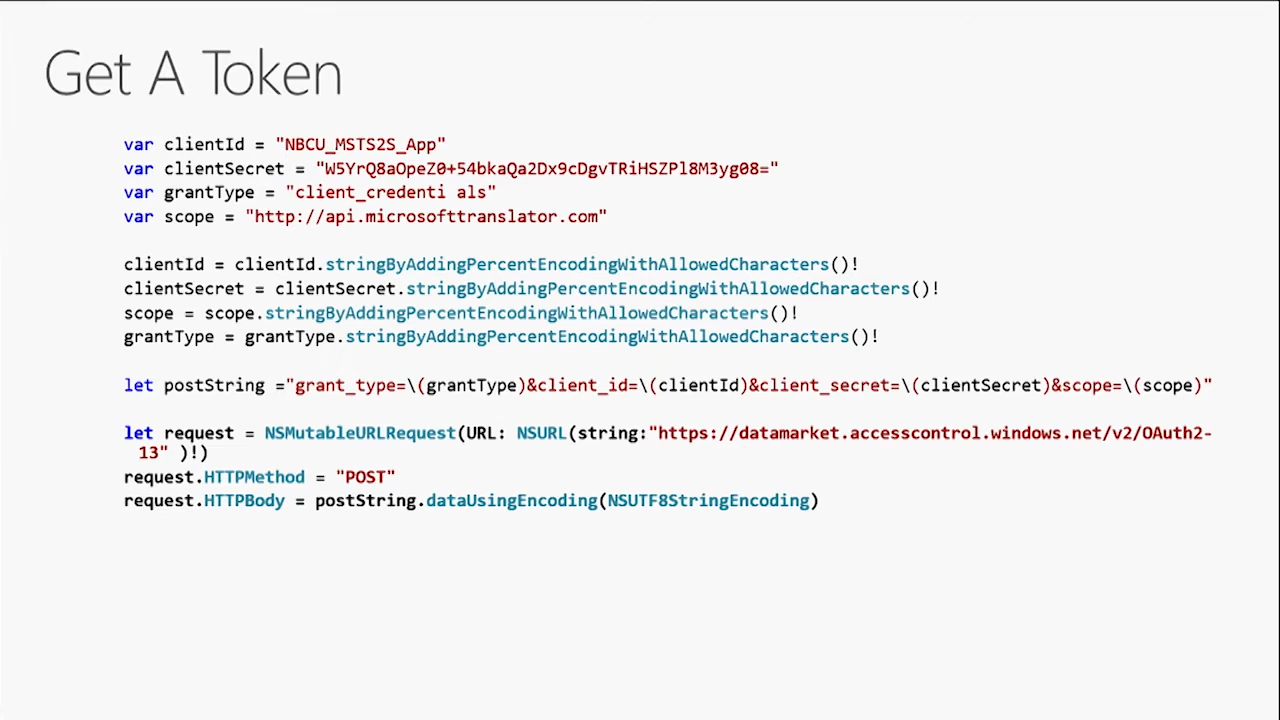 Get A Token
var clientId = "NBCU_MSTS2S_App"
var clientSecret = "W5YrQ8aOpeZ0+54bkaQa2Dx9cDgvTRiHSZPl8M3yg08="
var grantType = "client_credenti als"
var scope = "http://api.microsofttranslator.com"
clientId = clientId.stringByAddingPercentEncodingWithAllowedCharacters()!
clientSecret = clientSecret.stringByAddingPercentEncodingWithAllowedCharacters()!
scope = scope.stringByAddingPercentEncodingWithAllowedCharacters()!
grantType = grantType.stringByAddingPercentEncodingWithAllowedCharacters()!
let postString ="grant_type=\(grantType)&client_id=\(clientId)&client_secret=\(clientSecret)&scope=\(scope)"
let request = NSMutableURLRequest(URL: NSURL(string:"https://datamarket.accesscontrol.windows.net/v2/OAuth2-
13" )!)
request.HTTPMethod = "POST"
request.HTTPBody = postString.dataUsingEncoding(NSUTF8StringEncoding)